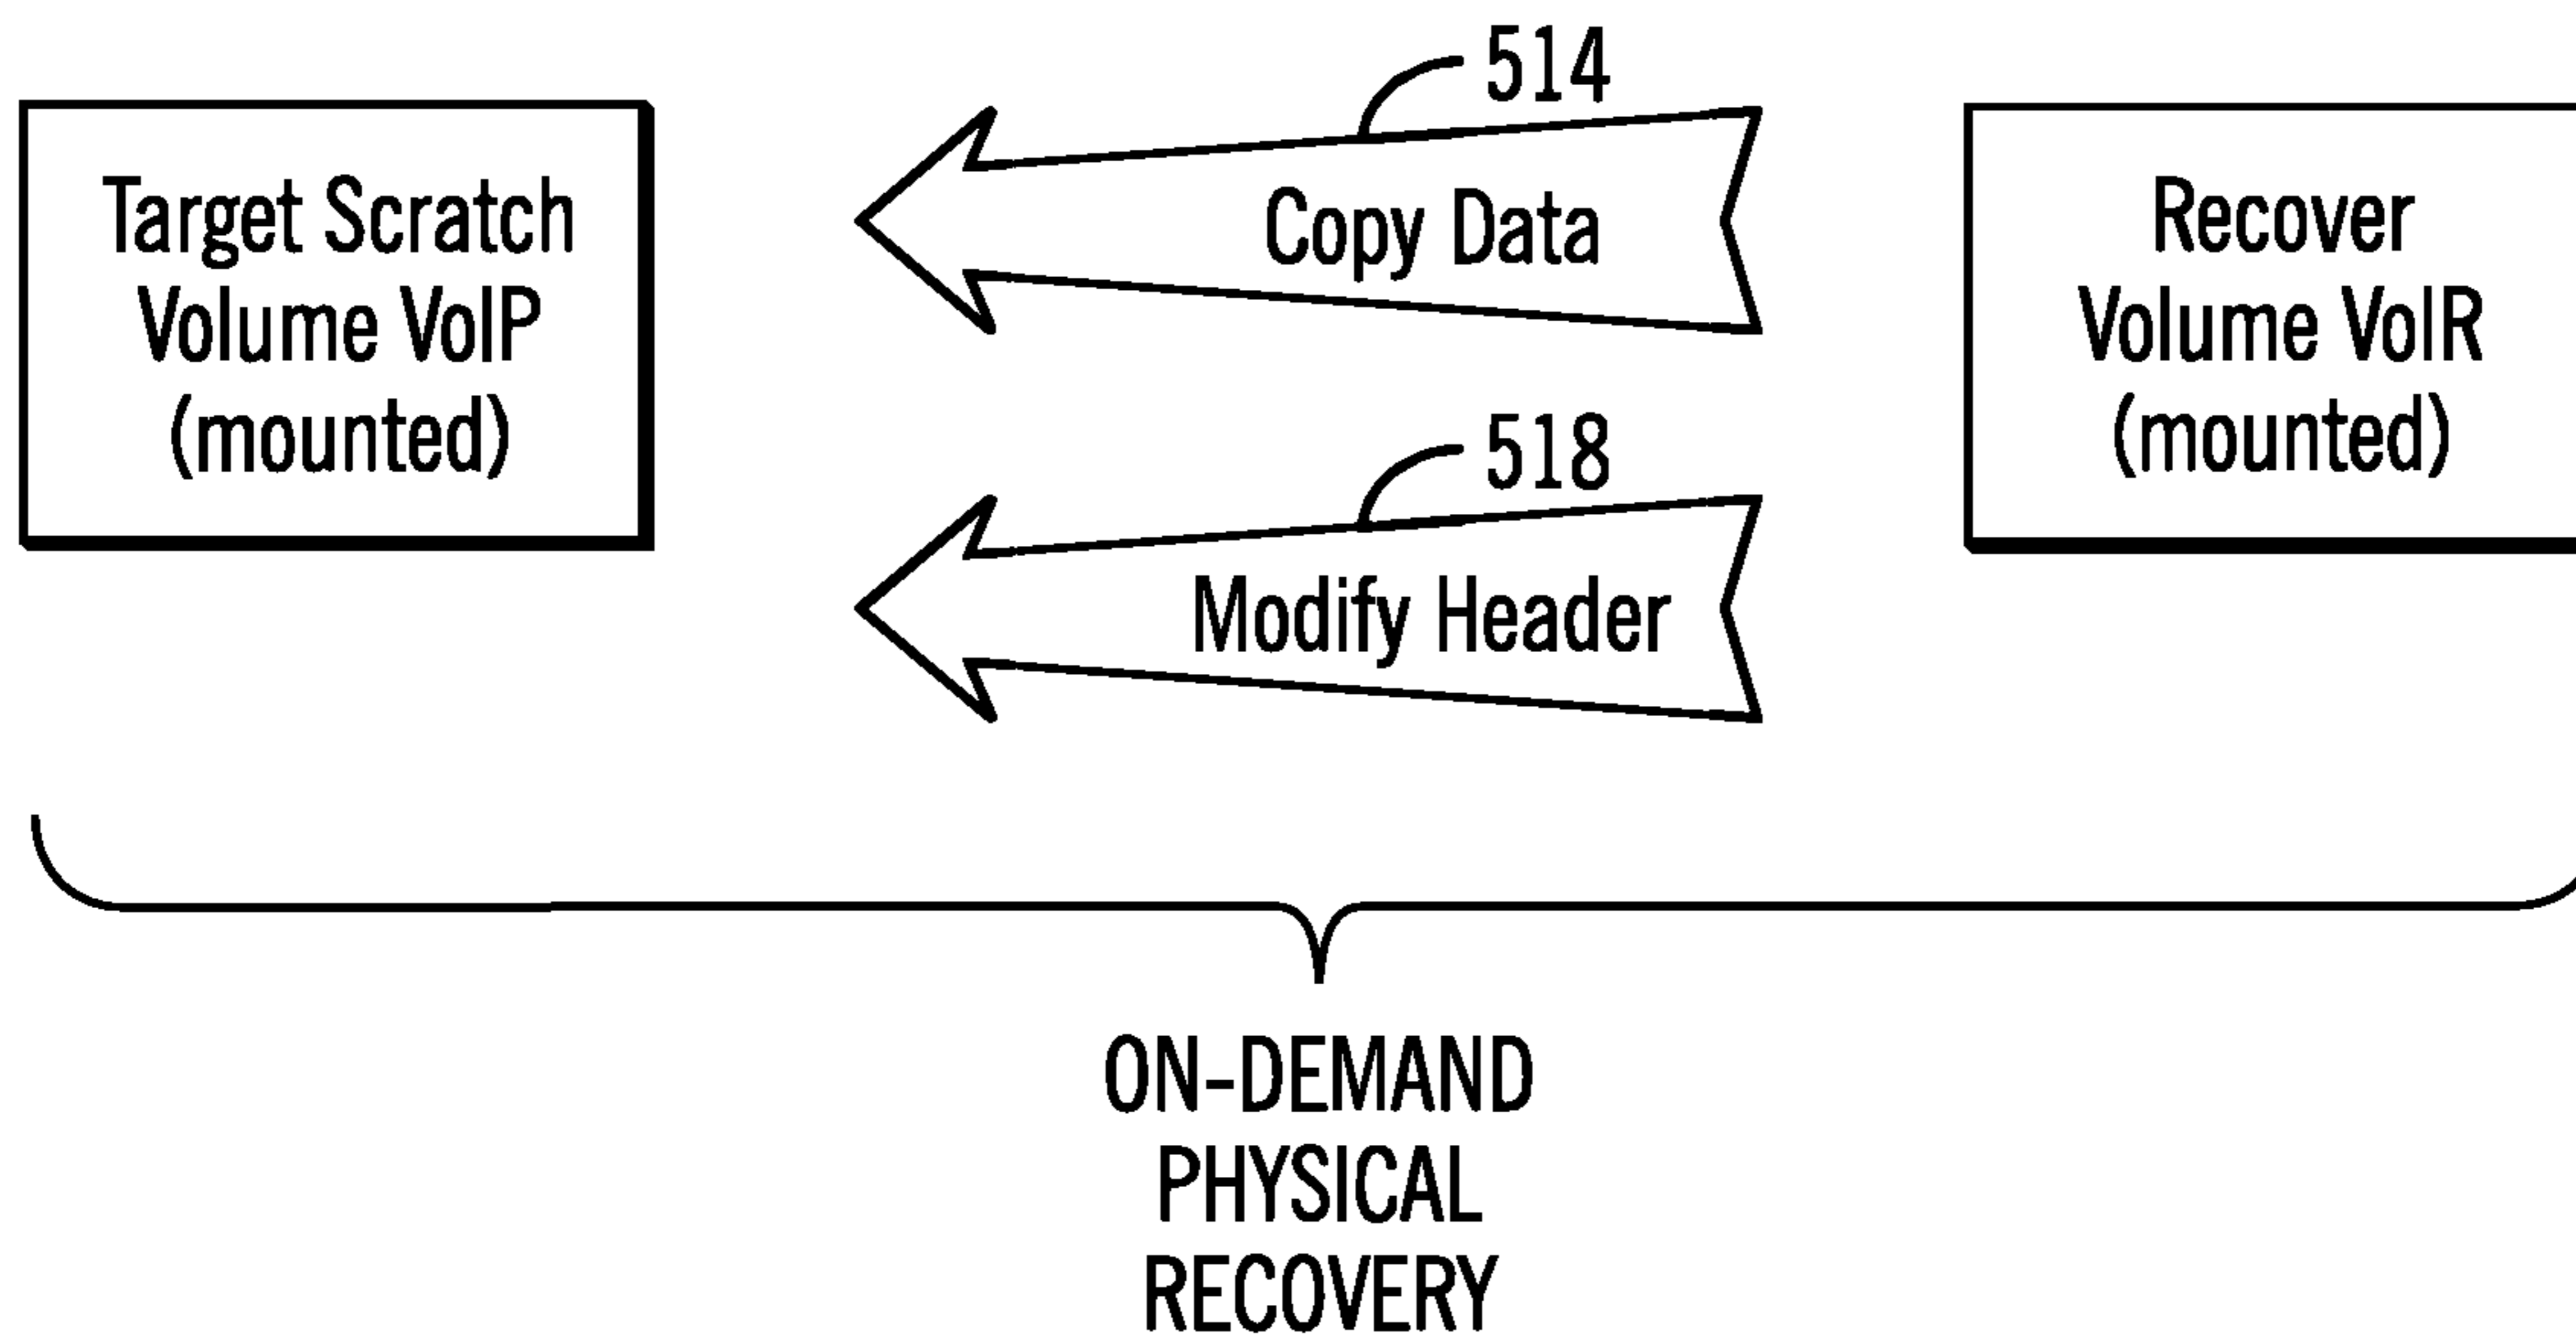 514
Target Scratch
Volume VolP
(mounted)
Copy Data
Recover
Volume VolR
(mounted)
518
Modify Header
ON-DEMAND
PHYSICAL
RECOVERY